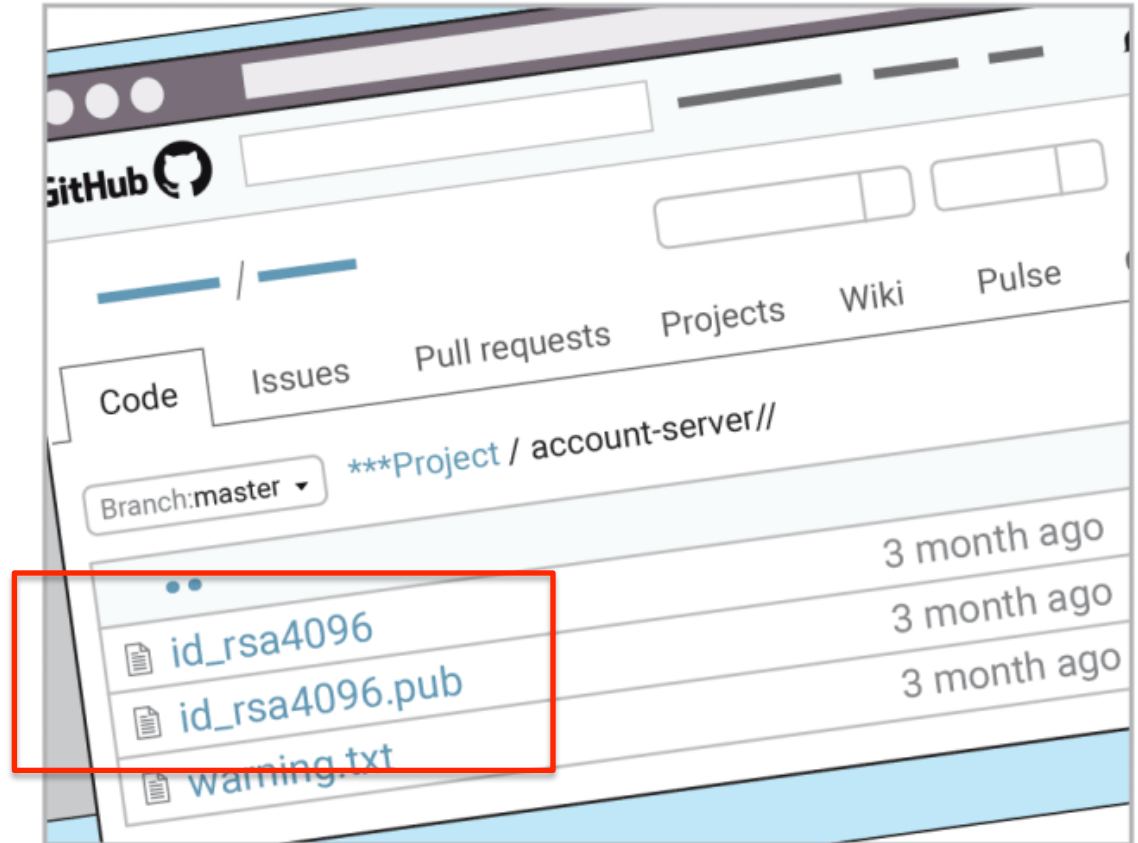 GitHub
Code Issues Pull requests Projects Wiki Pulse
Branch:master ***Project / account-server//
..
id_rsa4096 3 month ago
id_rsa4096.pub 3 month ago
warning.txt 3 month ago